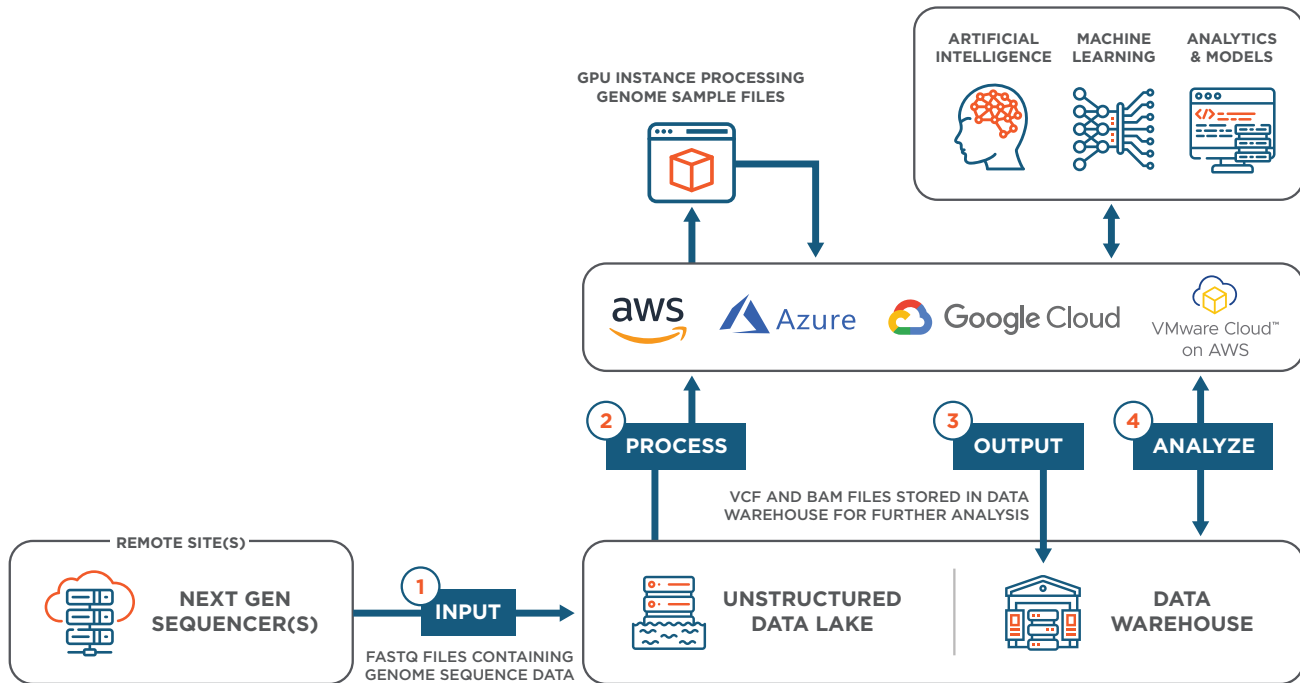 ARTIFICIAL
INTELLIGENCE
MACHINE
LEARNING
ANALYTICS
& MODELS
</>
GPU INSTANCE PROCESSING
GENOME SAMPLE FILES
aws
Azure
Google Cloud
VMware Cloud™
on AWS
2
PROCESS
3
OUTPUT
4
ANALYZE
VCF AND BAM FILES STORED IN DATA
WAREHOUSE FOR FURTHER ANALYSIS
REMOTE SITE(S)
NEXT GEN
SEQUENCER(S)
1
INPUT
FASTQ FILES CONTAINING
GENOME SEQUENCE DATA
UNSTRUCTURED
DATA LAKE
DATA
WAREHOUSE